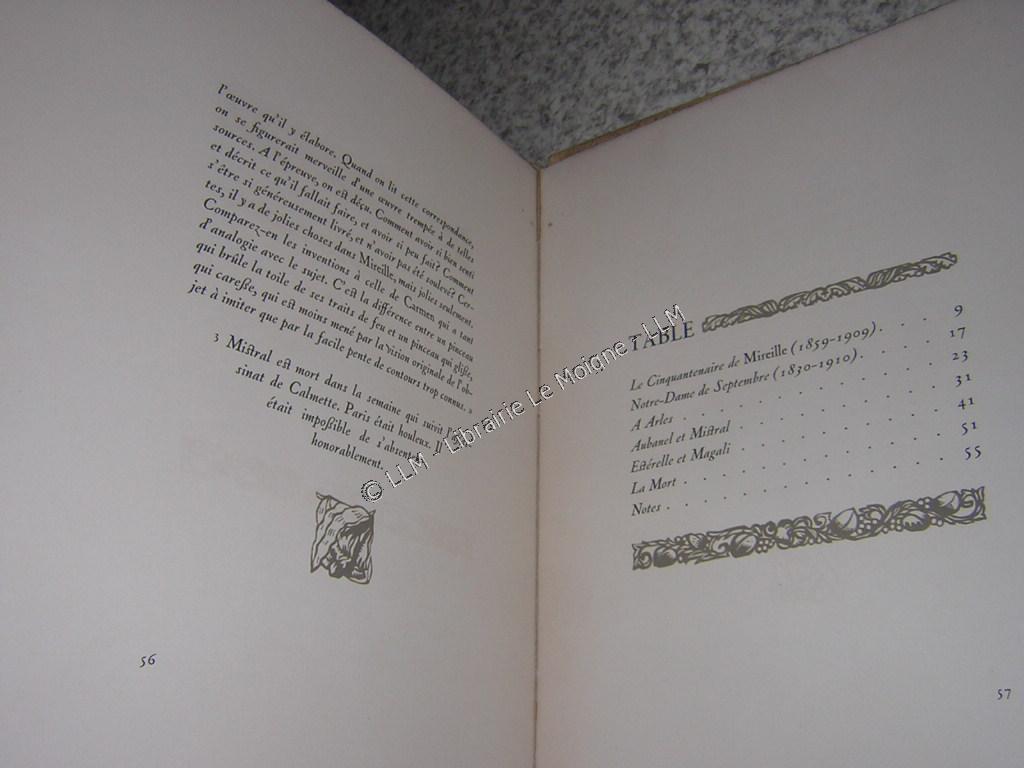 l'œuvre qu'il y élabore. Quand on lit cette correspondance,
on se figurerait merveille d'une œuvre trempée à de telles
sources. A l'épreuve, on est déçu. Comment avoir si bien senti
et décrit ce qu'il fallait faire, et avoir si peu fait? Comment
s'être si généreusement livré, et n'avoir pas été soulevé? Cer-
tes, il y a de jolies choses dans Mireille, mais jolies seulement.
Comparez-en les inventions à celle de Carmen qui a tant
d'analogie avec le sujet. C'est la différence entre un pinceau
qui brûle la toile de ses traits de feu et un pinceau qui glisse,
qui caresse, qui est moins mené par la vision originale de l'ob-
jet à imiter que par la facile pente de contours trop connus. »
3 Mistral est mort dans la semaine qui suivit
sinat de Calmette. Paris était houleux.
était impossible de s'absenter
honorablement.
56
TABLE
Le Cinquantenaire de Mireille (1859-1909) . . . 9
Notre-Dame de Septembre (1830-1910) . . . . 17
A Arles . . . . . . . . . . 23
Aubanel et Mistral . . . . . . . . 31
Estérelle et Magali . . . . . . . . 41
La Mort . . . . . . . . . . 51
Notes . . . . . . . . . . 55
57
© LLM - Librairie Le Moigne - LLM